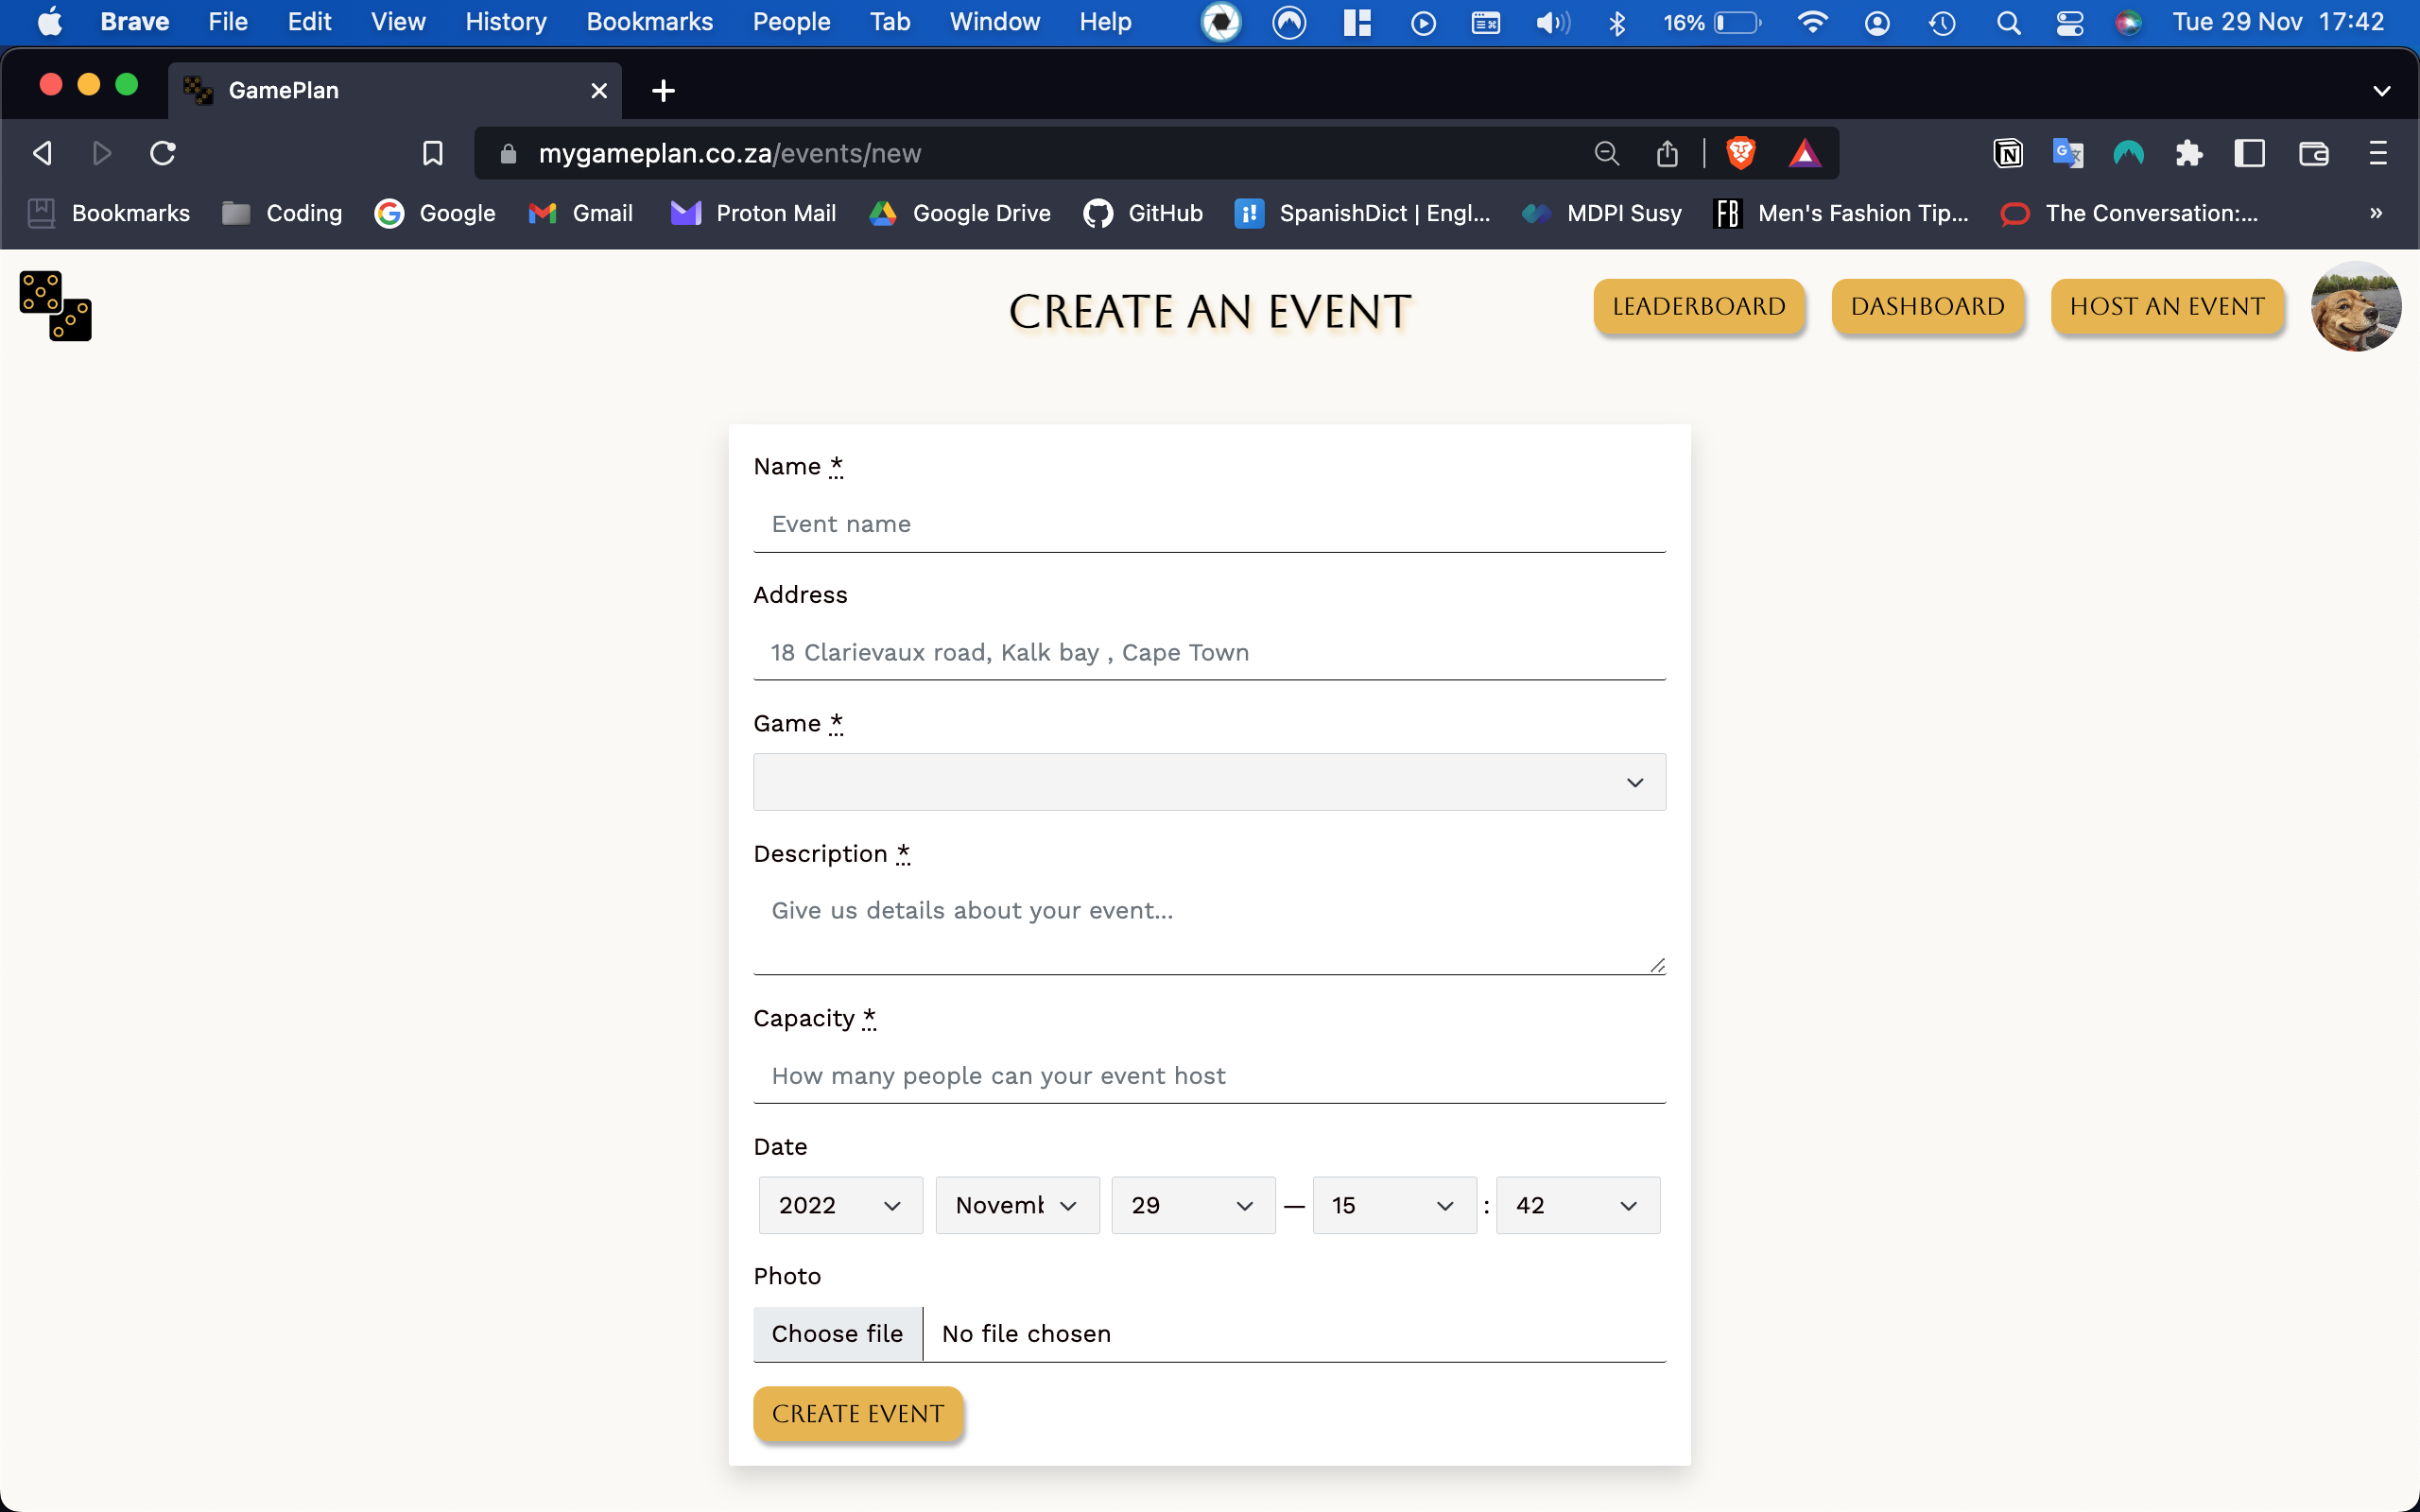 Brave File Edit View History Bookmarks People Tab Window Help 16% Tue 29 Nov 17:42
GamePlan
mygameplan.co.za/events/new
Bookmarks Coding Google Gmail Proton Mail Google Drive GitHub SpanishDict | Engl... MDPI Susy FB Men's Fashion Tip... The Conversation:... »
CREATE AN EVENT LEADERBOARD DASHBOARD HOST AN EVENT
Name *
Event name
Address
18 Clarievaux road, Kalk bay , Cape Town
Game *
Description *
Give us details about your event...
Capacity *
How many people can your event host
Date
2022 Novemb 29 — 15 : 42
Photo
Choose file No file chosen
CREATE EVENT